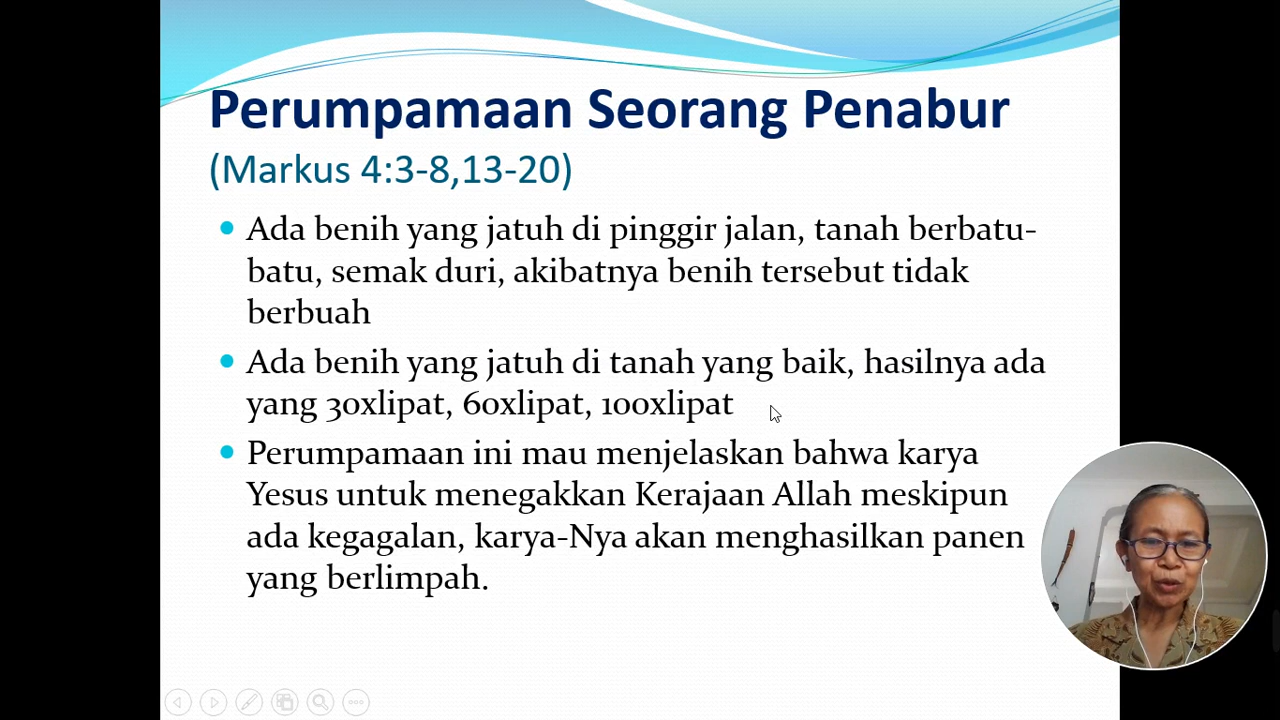 Perumpamaan Seorang Penabur
(Markus 4:3-8,13-20)
• Ada benih yang jatuh di pinggir jalan, tanah berbatu-
batu, semak duri, akibatnya benih tersebut tidak
berbuah
• Ada benih yang jatuh di tanah yang baik, hasilnya ada
yang 30xlipat, 60xlipat, 100xlipat
• Perumpamaan ini mau menjelaskan bahwa karya
Yesus untuk menegakkan Kerajaan Allah meskipun
ada kegagalan, karya-Nya akan menghasilkan panen
yang berlimpah.